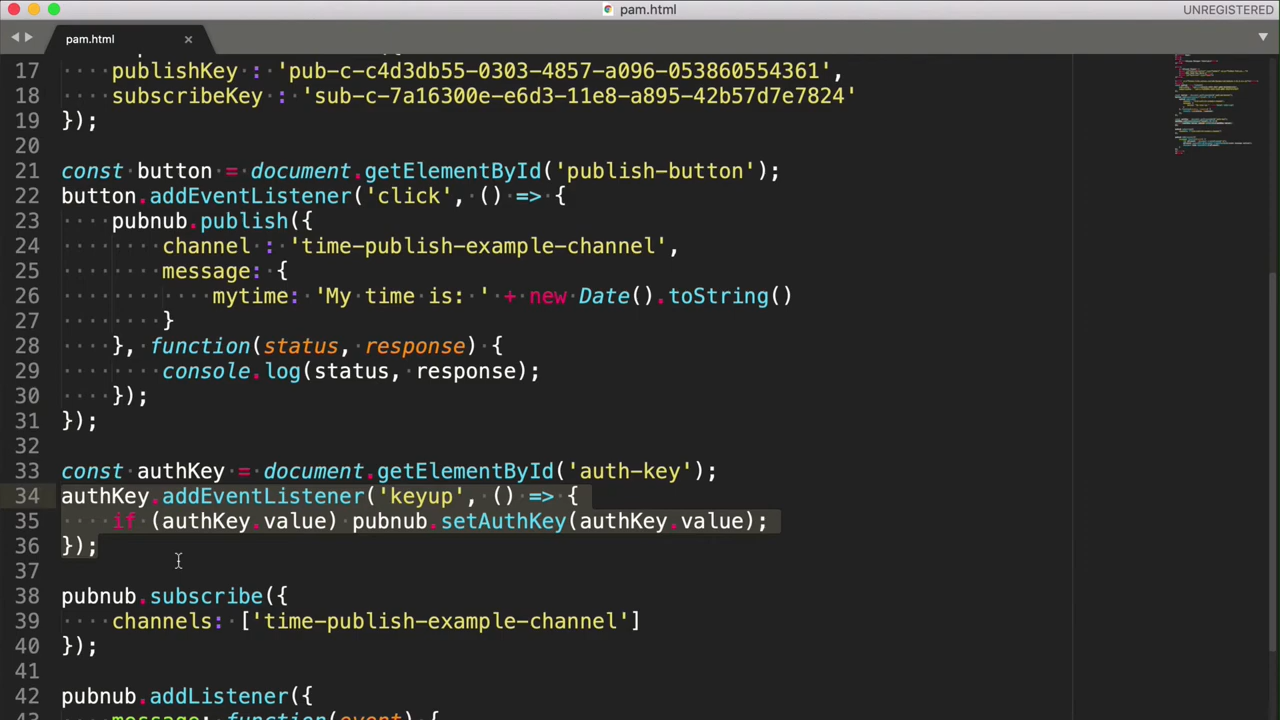 pam.html
UNREGISTERED
pam.html
17 publishKey : 'pub-c-c4d3db55-0303-4857-a096-053860554361',
18 subscribeKey : 'sub-c-7a16300e-e6d3-11e8-a895-42b57d7e7824'
19 });
20
21 const button = document.getElementById('publish-button');
22 button.addEventListener('click', () => {
23 pubnub.publish({
24 channel : 'time-publish-example-channel',
25 message: {
26 mytime: 'My time is: ' + new Date().toString()
27 }
28 }, function(status, response) {
29 console.log(status, response);
30 });
31 });
32
33 const authKey = document.getElementById('auth-key');
34 authKey.addEventListener('keyup', () => {
35 if (authKey.value) pubnub.setAuthKey(authKey.value);
36 });
37
38 pubnub.subscribe({
39 channels: ['time-publish-example-channel']
40 });
41
42 pubnub.addListener({
message: function(event) {